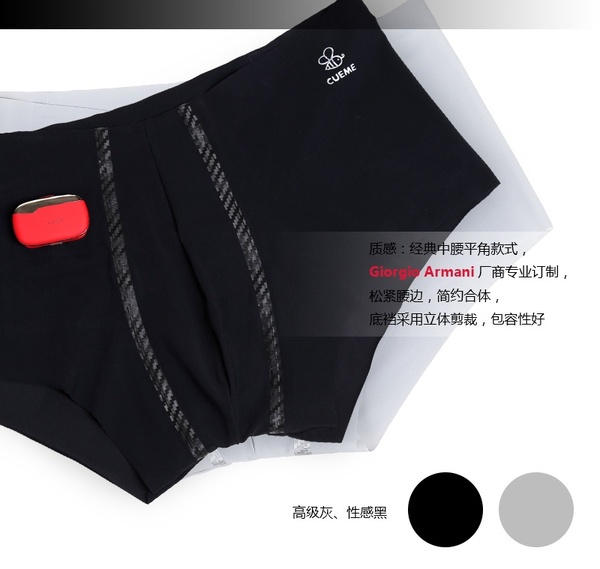 CUEME
质感：经典中腰平角款式，
Giorgio Armani 厂商专业订制，
松紧腰边，简约合体，
底裆采用立体剪裁，包容性好
高级灰、性感黑